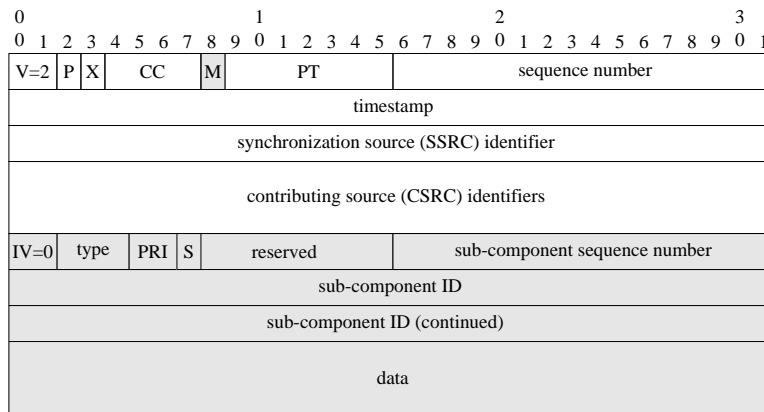 0 1 2 3
0 1 2 3 4 5 6 7 8 9 0 1 2 3 4 5 6 7 8 9 0 1 2 3 4 5 6 7 8 9 0 1
V=2 P X CC M PT sequence number
timestamp
synchronization source (SSRC) identifier
contributing source (CSRC) identifiers
IV=0 type PRI S reserved sub-component sequence number
sub-component ID
sub-component ID (continued)
data